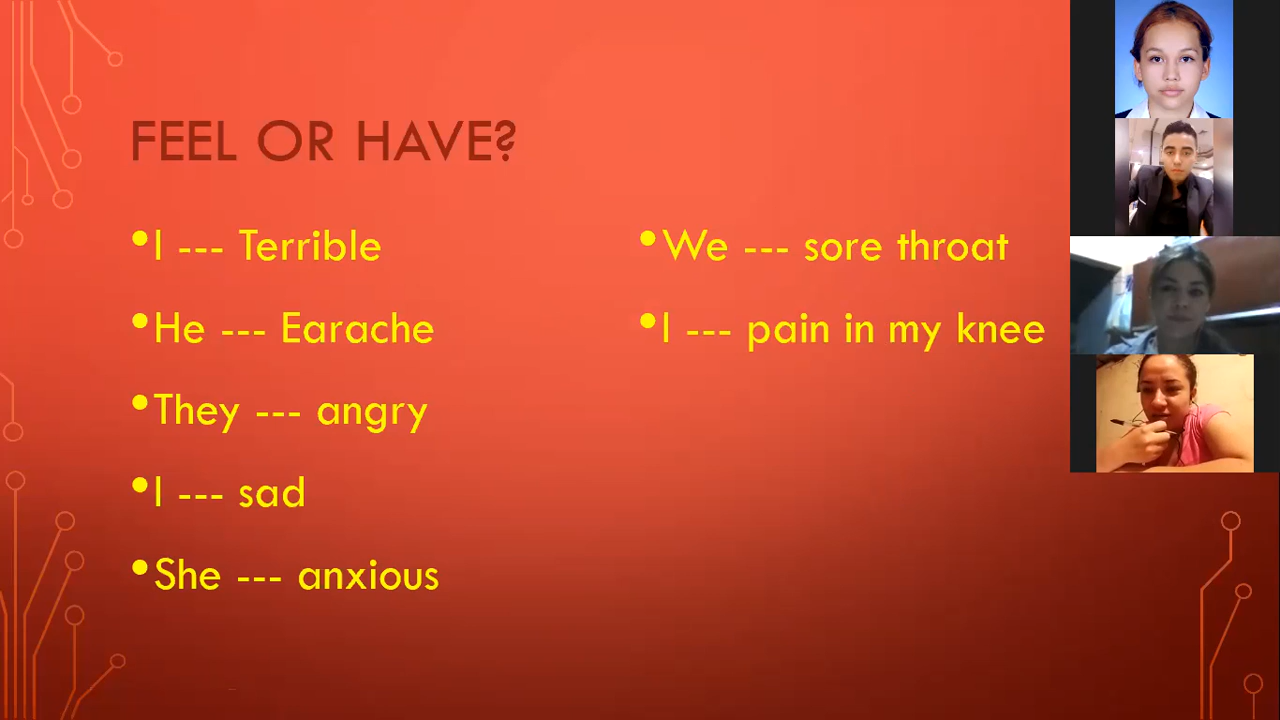 FEEL OR HAVE?
•I --- Terrible
•He --- Earache
•They --- angry
•I --- sad
•She --- anxious
•We --- sore throat
•I --- pain in my knee